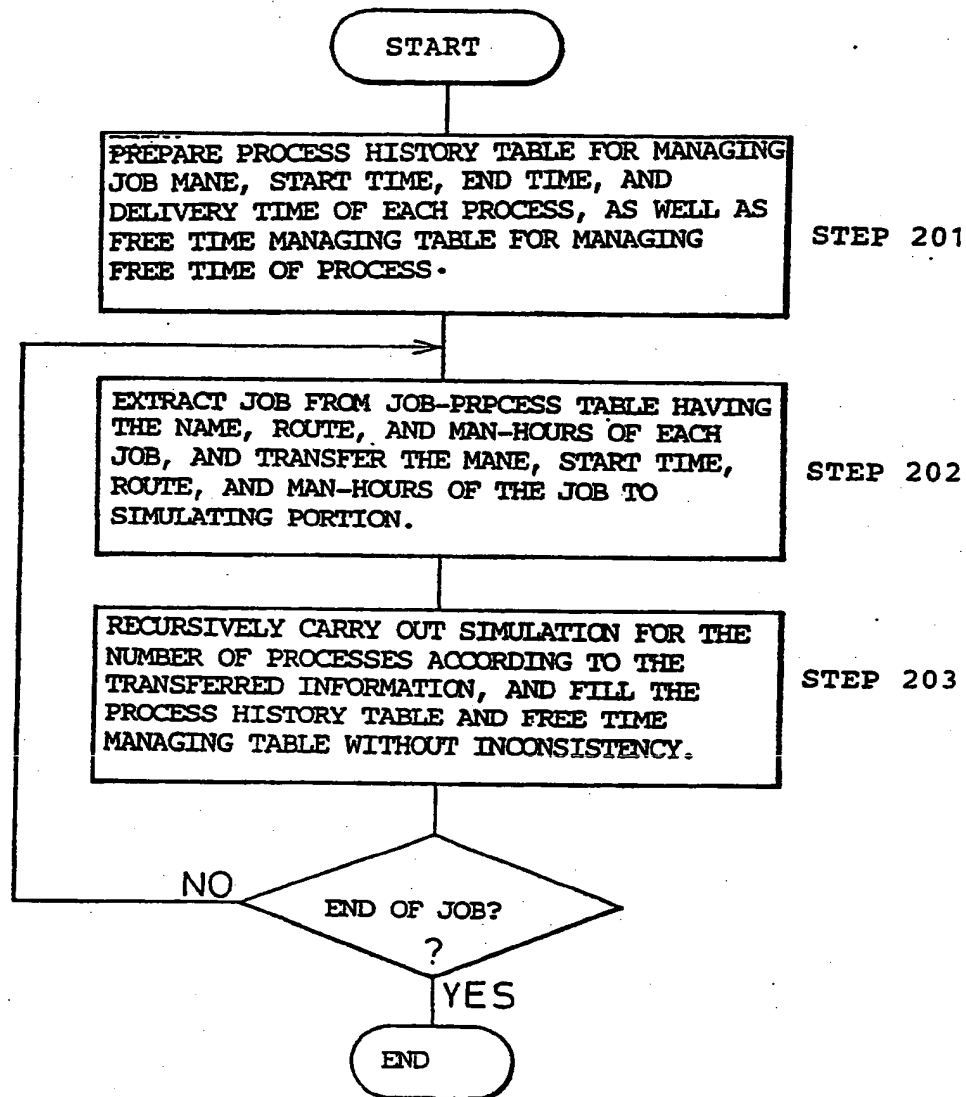 START
PREPARE PROCESS HISTORY TABLE FOR MANAGING
JOB MANE, START TIME, END TIME, AND
DELIVERY TIME OF EACH PROCESS, AS WELL AS
FREE TIME MANAGING TABLE FOR MANAGING
FREE TIME OF PROCESS.
STEP 201
EXTRACT JOB FROM JOB-PRPCESS TABLE HAVING
THE NAME, ROUTE, AND MAN-HOURS OF EACH
JOB, AND TRANSFER THE MANE, START TIME,
ROUTE, AND MAN-HOURS OF THE JOB TO
SIMULATING PORTION.
STEP 202
RECURSIVELY CARRY OUT SIMULATION FOR THE
NUMBER OF PROCESSES ACCORDING TO THE
TRANSFERRED INFORMATION, AND FILL THE
PROCESS HISTORY TABLE AND FREE TIME
MANAGING TABLE WITHOUT INCONSISTENCY.
STEP 203
NO
END OF JOB?
?
YES
END